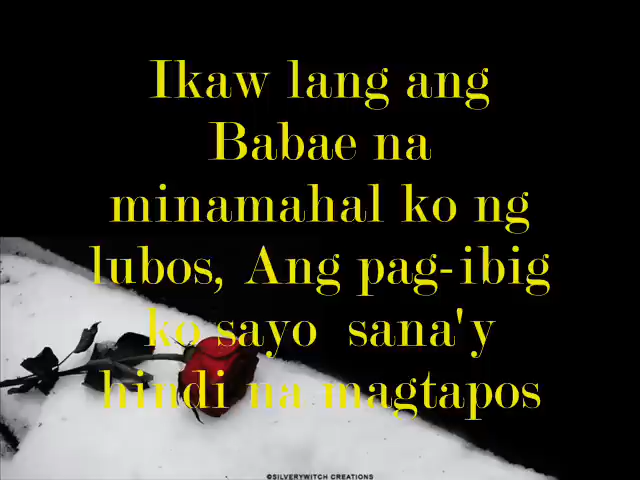 Ikaw lang ang
Babae na
minamahal ko ng
lubos, Ang pag-ibig
ko sayo  sana'y
hindi na magtapos
©SILVERYWITCH CREATIONS